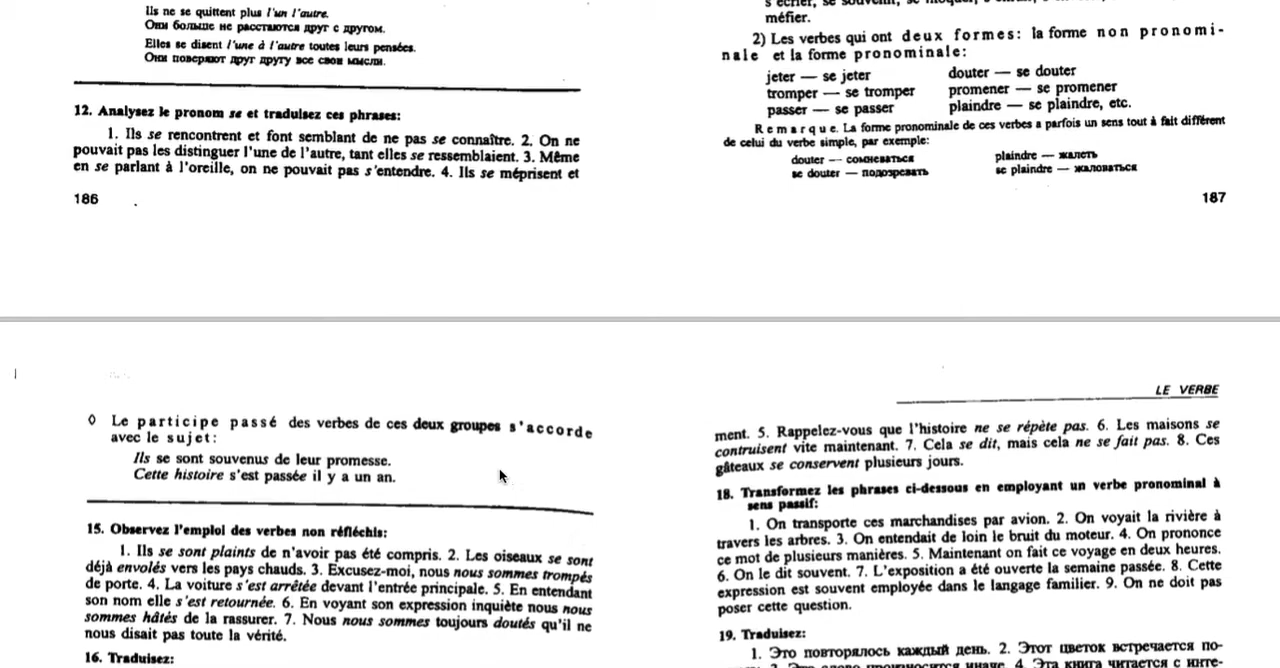 Ils ne se quittent plus l'un l'autre.
Они больше не расстаются друг с другом.
Elles se disent l'une à l'autre toutes leurs pensées.
Они поверяют друг другу все свои мысли.
12. Analysez le pronom se et traduisez ces phrases:
1. Ils se rencontrent et font semblant de ne pas se connaître. 2. On ne
pouvait pas les distinguer l'une de l'autre, tant elles se ressemblaient. 3. Même
en se parlant à l'oreille, on ne pouvait pas s'entendre. 4. Ils se méprisent et
186
méfier.
2) Les verbes qui ont deux formes: la forme non pronomi-
nale et la forme pronominale:
jeter — se jeter douter — se douter
tromper — se tromper promener — se promener
passer — se passer plaindre — se plaindre, etc.
Remarque. La forme pronominale de ces verbes a parfois un sens tout à fait différent
de celui du verbe simple, par exemple:
douter — сомневаться plaindre — жалеть
se douter — подозревать se plaindre — жаловаться
187
◊ Le participe passé des verbes de ces deux groupes s'accorde
avec le sujet:
Ils se sont souvenus de leur promesse.
Cette histoire s'est passée il y a un an.
15. Observez l'emploi des verbes non réfléchis:
1. Ils se sont plaints de n'avoir pas été compris. 2. Les oiseaux se sont
déjà envolés vers les pays chauds. 3. Excusez-moi, nous nous sommes trompés
de porte. 4. La voiture s'est arrêtée devant l'entrée principale. 5. En entendant
son nom elle s'est retournée. 6. En voyant son expression inquiète nous nous
sommes hâtés de la rassurer. 7. Nous nous sommes toujours doutés qu'il ne
nous disait pas toute la vérité.
16. Traduisez:
LE VERBE
ment. 5. Rappelez-vous que l'histoire ne se répète pas. 6. Les maisons se
contruisent vite maintenant. 7. Cela se dit, mais cela ne se fait pas. 8. Ces
gâteaux se conservent plusieurs jours.
18. Transformez les phrases ci-dessous en employant un verbe pronominal à
sens passif:
1. On transporte ces marchandises par avion. 2. On voyait la rivière à
travers les arbres. 3. On entendait de loin le bruit du moteur. 4. On prononce
ce mot de plusieurs manières. 5. Maintenant on fait ce voyage en deux heures.
6. On le dit souvent. 7. L'exposition a été ouverte la semaine passée. 8. Cette
expression est souvent employée dans le langage familier. 9. On ne doit pas
poser cette question.
19. Traduisez:
1. Это повторялось каждый день. 2. Этот цветок встречается по-